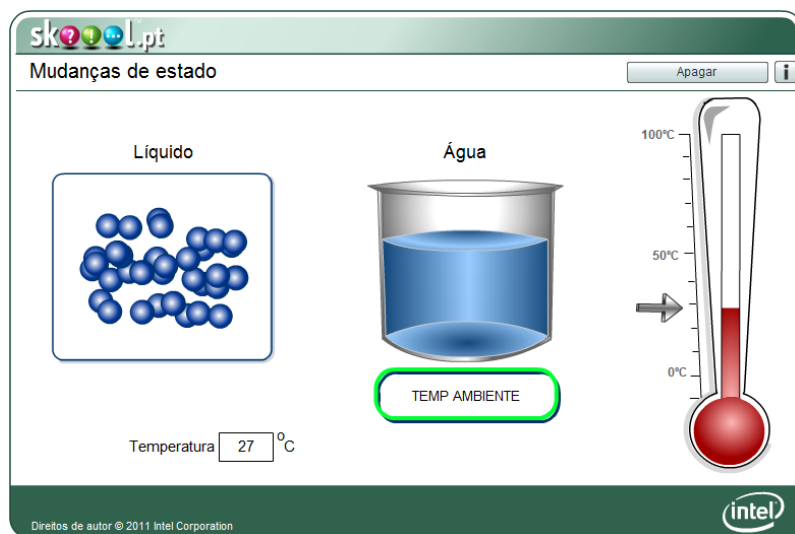 skoool.pt
Mudanças de estado
Apagar
i
Líquido
Água
100ºC
50ºC
0ºC
TEMP AMBIENTE
Temperatura 27 ºC
Direitos de autor © 2011 Intel Corporation
intel